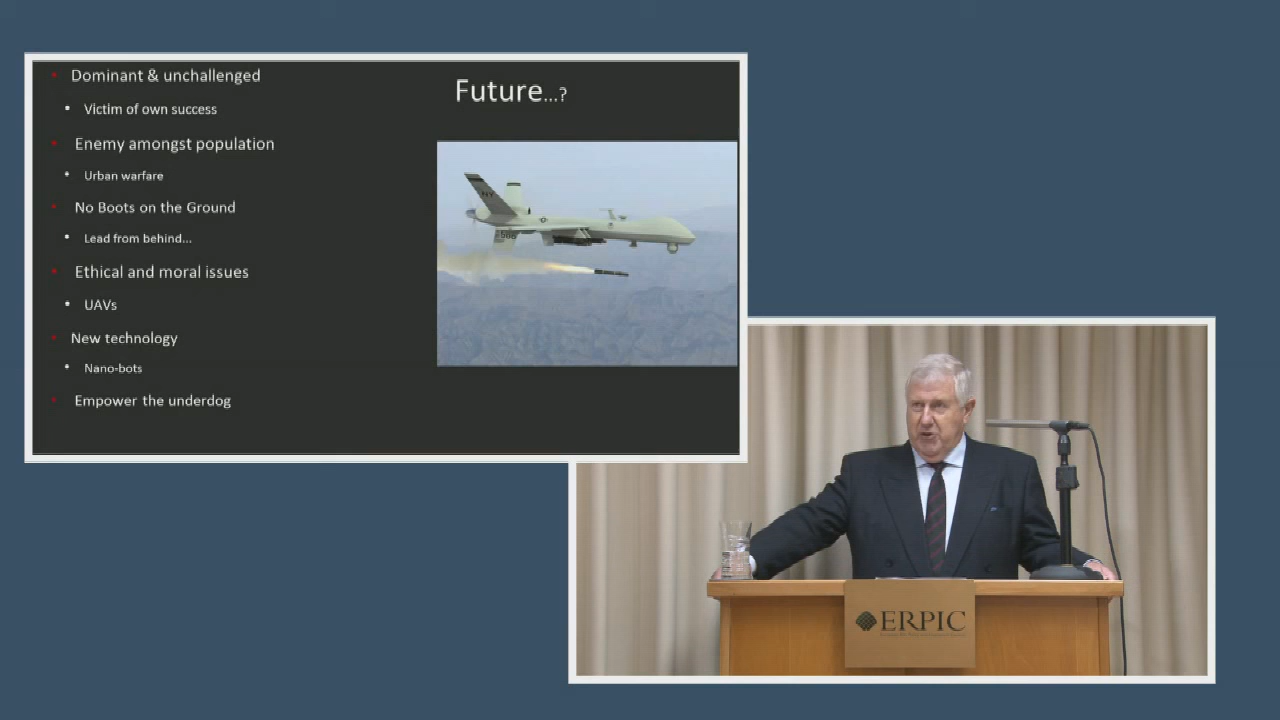 Dominant & unchallenged
Victim of own success
Enemy amongst population
Urban warfare
No Boots on the Ground
Lead from behind...
Ethical and moral issues
UAVs
New technology
Nano-bots
Empower the underdog
Future...?
ERPIC